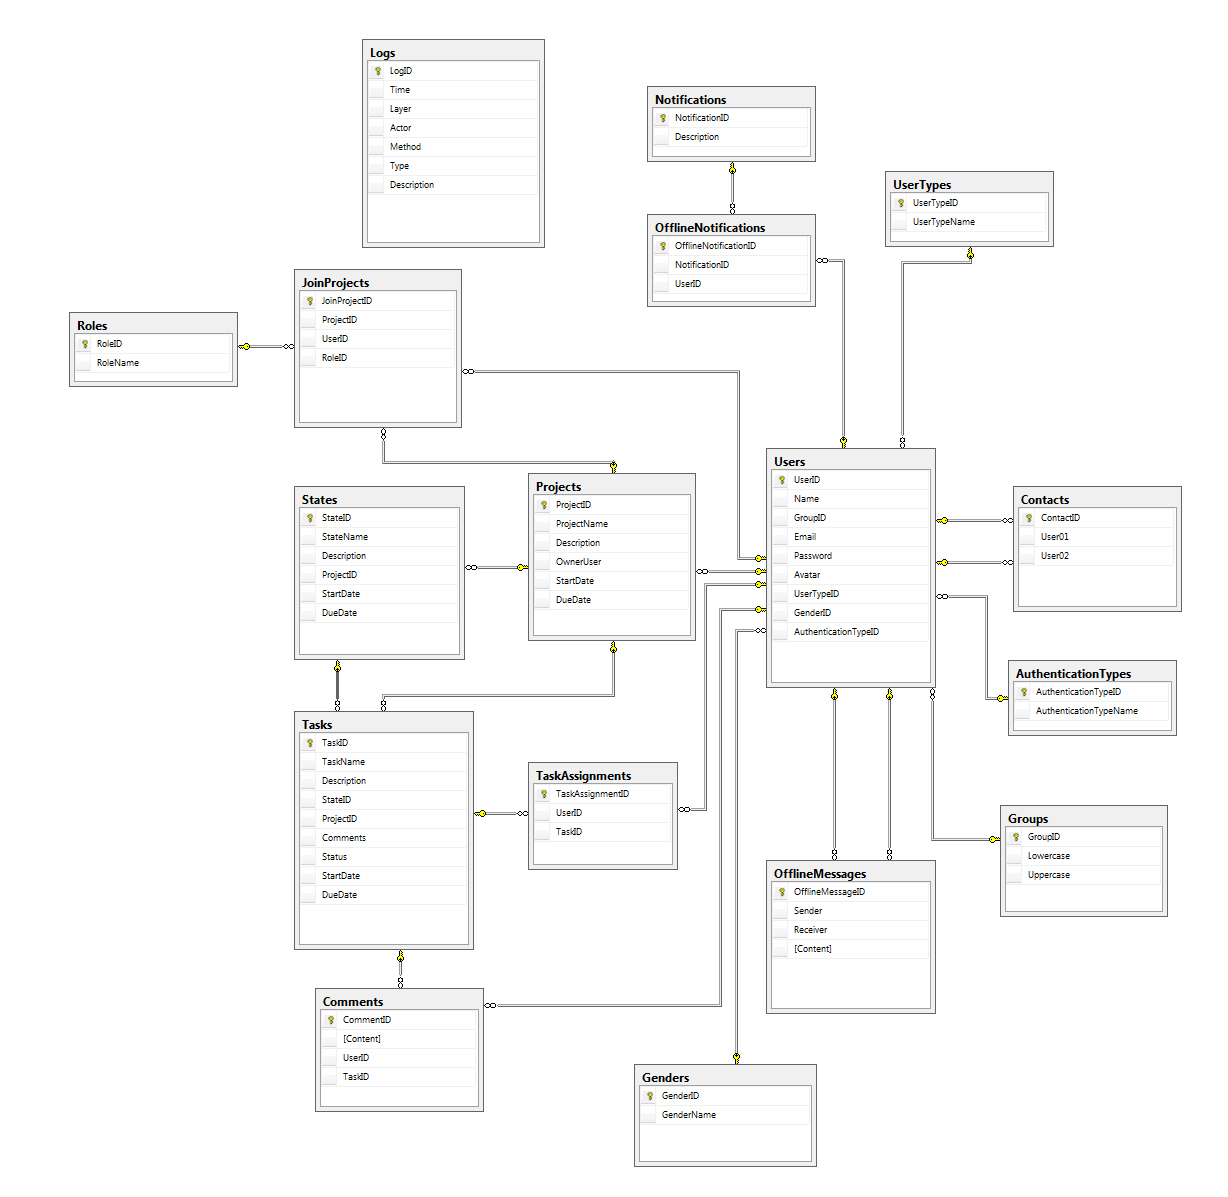 Logs
LogID
Time
Layer
Actor
Method
Type
Description
Notifications
NotificationID
Description
UserTypes
UserTypeID
UserTypeName
OfflineNotifications
OfflineNotificationID
NotificationID
UserID
JoinProjects
JoinProjectID
ProjectID
UserID
RoleID
Roles
RoleID
RoleName
Users
UserID
Name
GroupID
Email
Password
Avatar
UserTypeID
GenderID
AuthenticationTypeID
Projects
ProjectID
ProjectName
Description
OwnerUser
StartDate
DueDate
States
StateID
StateName
Description
ProjectID
StartDate
DueDate
Contacts
ContactID
User01
User02
AuthenticationTypes
AuthenticationTypeID
AuthenticationTypeName
Tasks
TaskID
TaskName
Description
StateID
ProjectID
Comments
Status
StartDate
DueDate
TaskAssignments
TaskAssignmentID
UserID
TaskID
Groups
GroupID
Lowercase
Uppercase
OfflineMessages
OfflineMessageID
Sender
Receiver
[Content]
Comments
CommentID
[Content]
UserID
TaskID
Genders
GenderID
GenderName